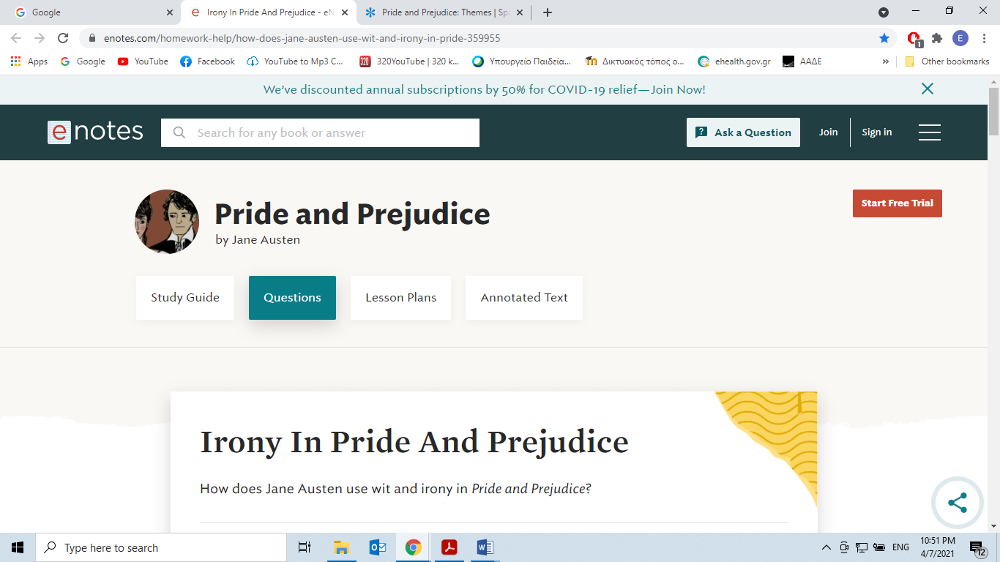 Google
Irony In Pride And Prejudice - eN
Pride and Prejudice: Themes | Spa
enotes.com/homework-help/how-does-jane-austen-use-wit-and-irony-in-pride-359955
1
E
Apps Google YouTube Facebook YouTube to Mp3 C... 320 320YouTube | 320 k... Υπουργείο Παιδεία... Δικτυακός τόπος ο... ehealth.gov.gr ΑΑΔΕ » Other bookmarks
We've discounted annual subscriptions by 50% for COVID-19 relief—Join Now!
enotes Search for any book or answer Ask a Question Join Sign in
Pride and Prejudice
by Jane Austen
Start Free Trial
Study Guide Questions Lesson Plans Annotated Text
Irony In Pride And Prejudice
How does Jane Austen use wit and irony in Pride and Prejudice?
Type here to search
ENG
10:51 PM
4/7/2021
12